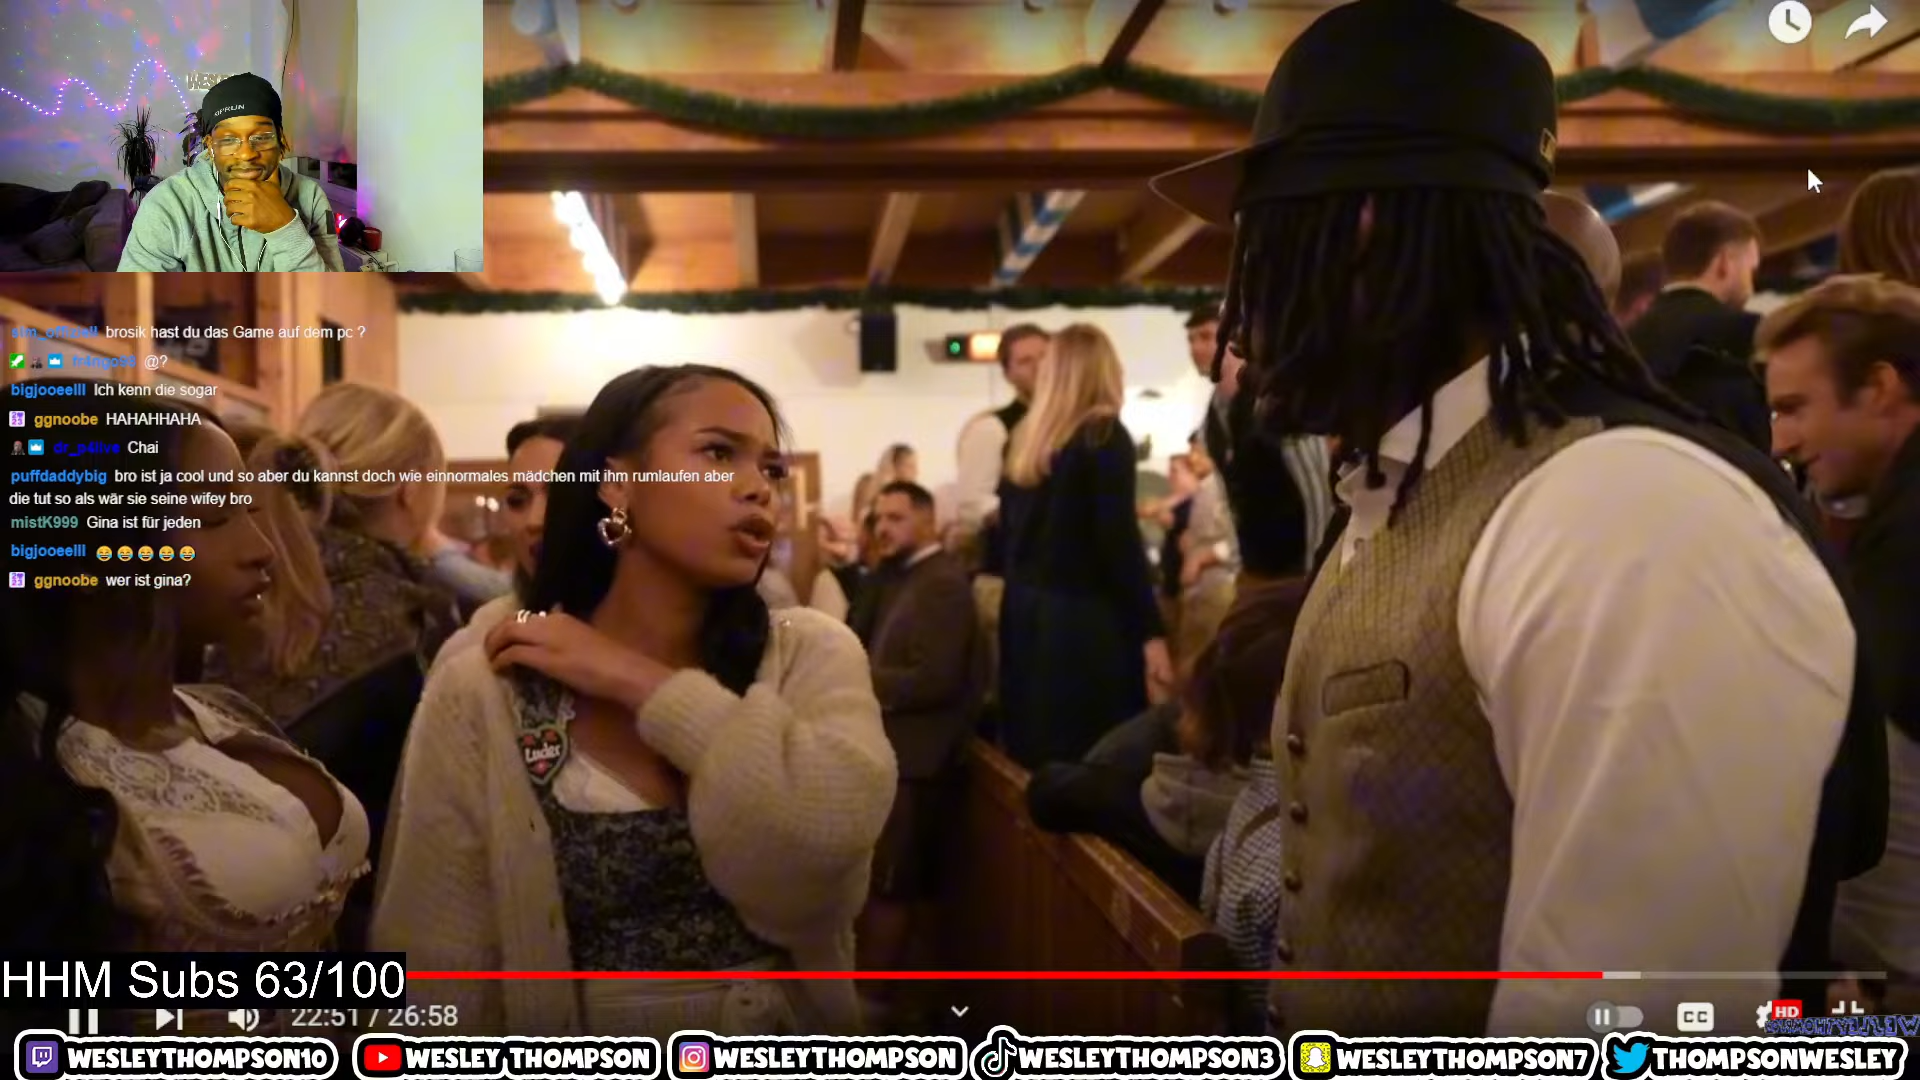 sim_offiziell brosik hast du das Game auf dem pc ?
@?
bigjooeelll Ich kenn die sogar
ggnoobe HAHAHHAHA
Chai
puffdaddybig bro ist ja cool und so aber du kannst doch wie einnormales mädchen mit ihm rumlaufen aber
die tut so als wär sie seine wifey bro
mistK999 Gina ist für jeden
bigjooeelll
ggnoobe wer ist gina?
HHM Subs 63/100
22:51 / 26:58
CC
HD
WESLEYTHOMPSON10
WESLEY THOMPSON
WESLEYTHOMPSON
WESLEYTHOMPSON3
WESLEYTHOMPSON7
THOMPSONWESLEY